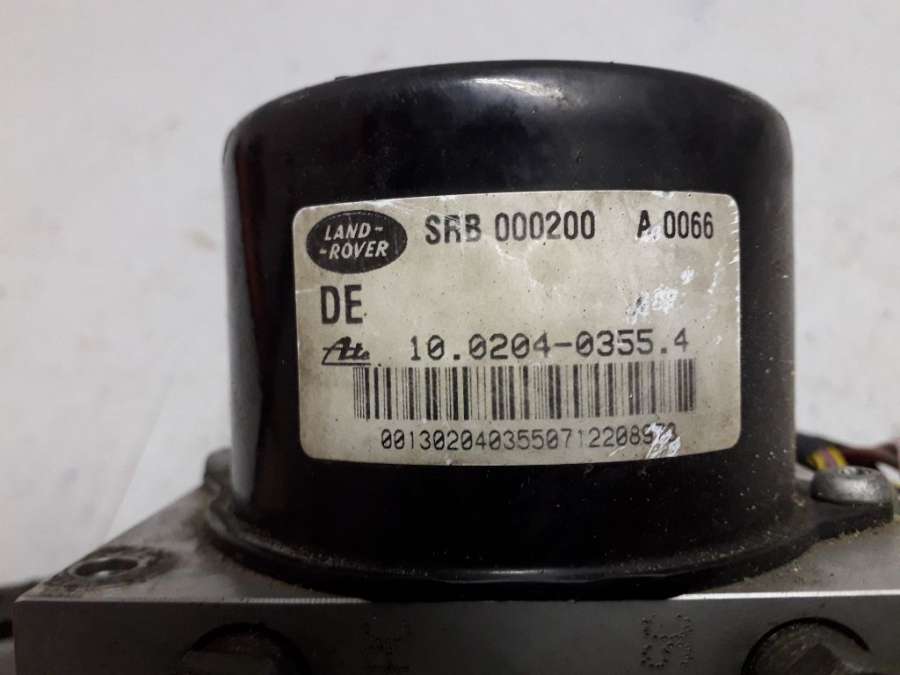 LAND-
-ROVER
SRB 000200 A 0066
DE
Ate 10.0204-0355.4